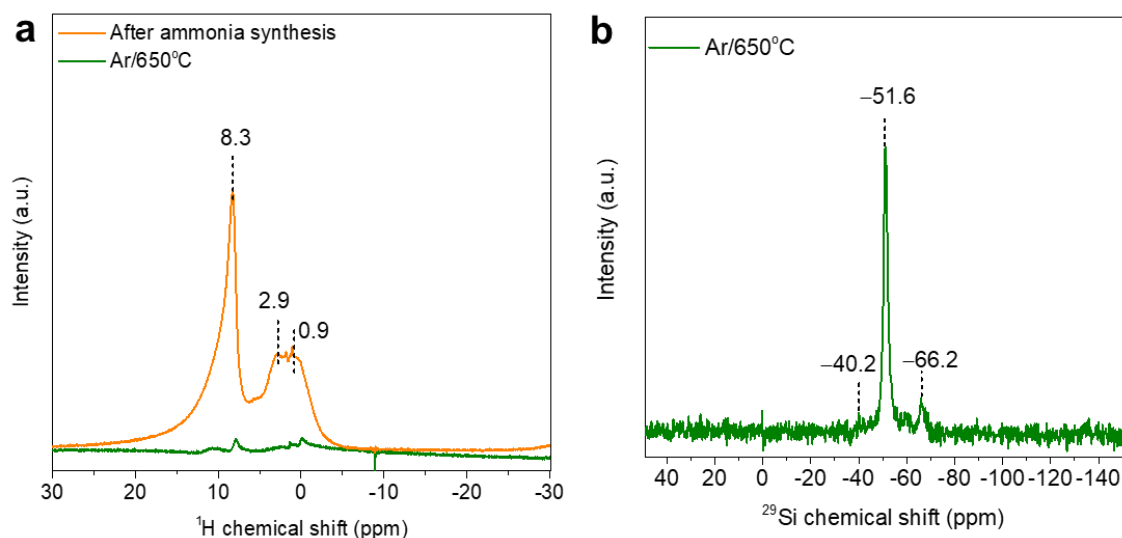 a
After ammonia synthesis
Ar/650°C
8.3
2.9
0.9
Intensity (a.u.)
30 20 10 0 -10 -20 -30
¹H chemical shift (ppm)
b
Ar/650°C
−51.6
−40.2
−66.2
Intensity (a.u.)
40 20 0 -20 -40 -60 -80 -100 -120 -140
²⁹Si chemical shift (ppm)